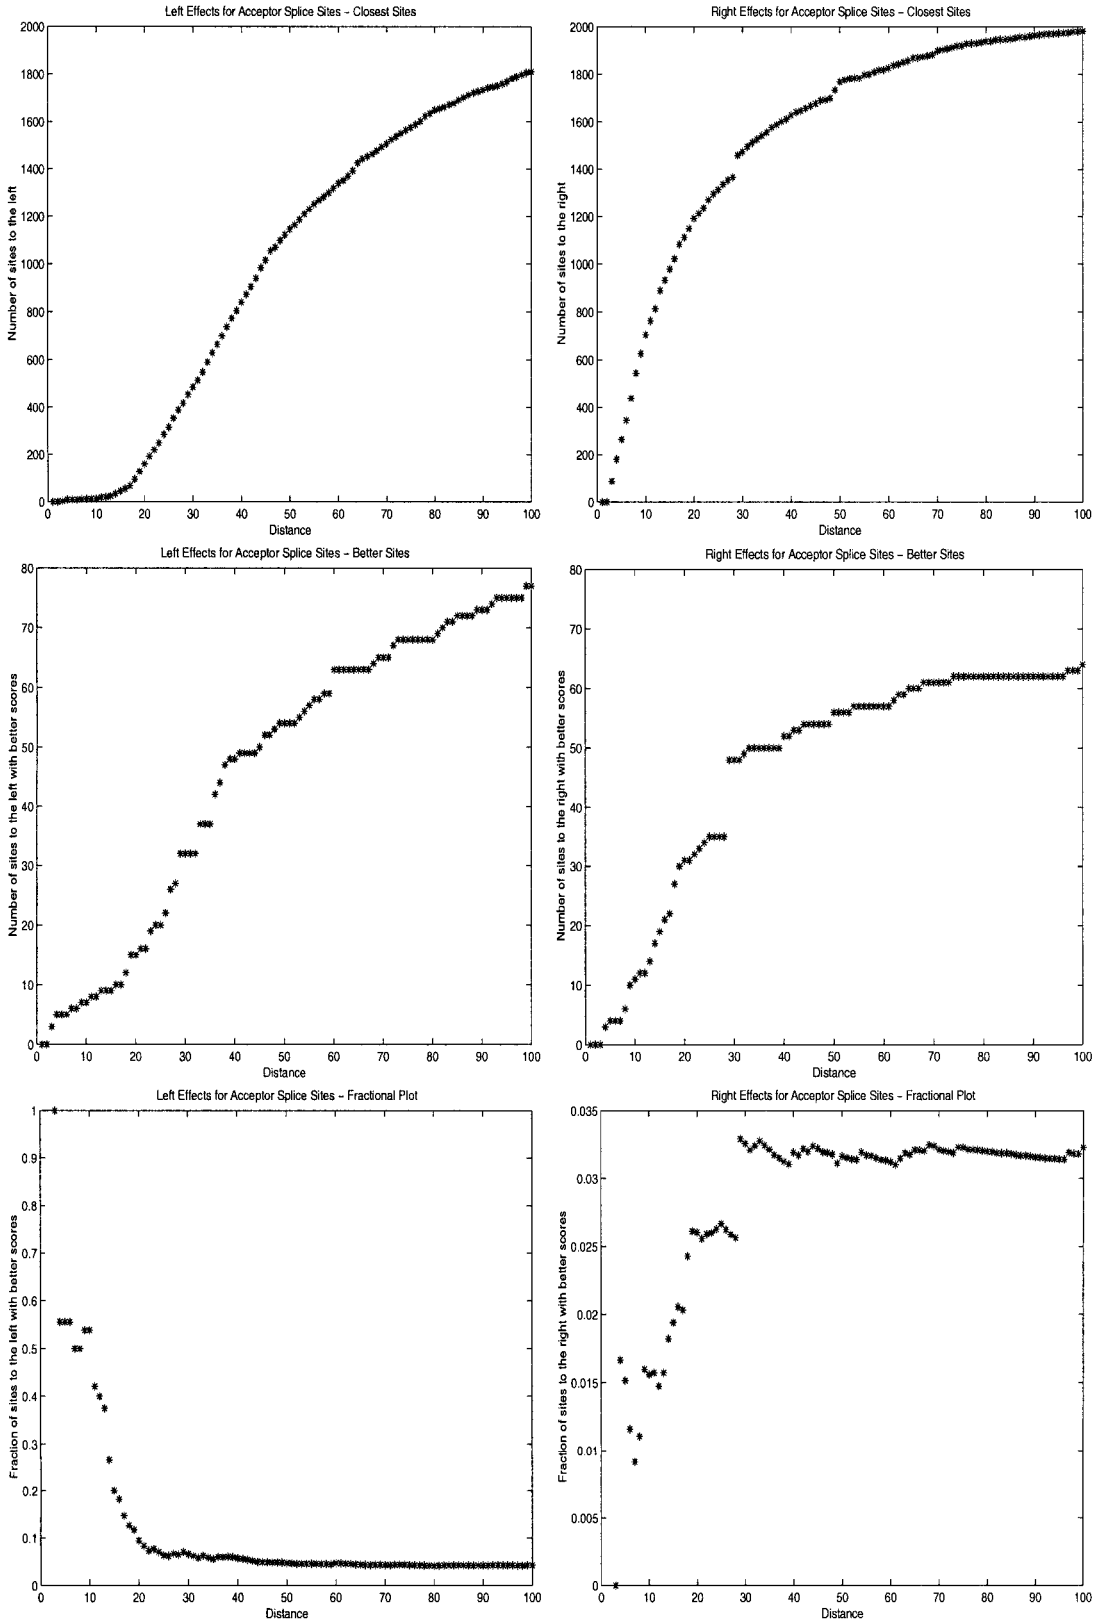 Left Effects for Acceptor Splice Sites – Closest Sites
2000
1800
1600
1400
1200
1000
800
600
400
200
0
Number of sites to the left
0 10 20 30 40 50 60 70 80 90 100
Distance
Right Effects for Acceptor Splice Sites – Closest Sites
2000
1800
1600
1400
1200
1000
800
600
400
200
0
Number of sites to the right
0 10 20 30 40 50 60 70 80 90 100
Distance
Left Effects for Acceptor Splice Sites – Better Sites
80
70
60
50
40
30
20
10
0
Number of sites to the left with better scores
0 10 20 30 40 50 60 70 80 90 100
Distance
Right Effects for Acceptor Splice Sites – Better Sites
80
70
60
50
40
30
20
10
0
Number of sites to the right with better scores
0 10 20 30 40 50 60 70 80 90 100
Distance
Left Effects for Acceptor Splice Sites – Fractional Plot
1
0.9
0.8
0.7
0.6
0.5
0.4
0.3
0.2
0.1
0
Fraction of sites to the left with better scores
0 10 20 30 40 50 60 70 80 90 100
Distance
Right Effects for Acceptor Splice Sites – Fractional Plot
0.035
0.03
0.025
0.02
0.015
0.01
0.005
0
Fraction of sites to the right with better scores
0 10 20 30 40 50 60 70 80 90 100
Distance